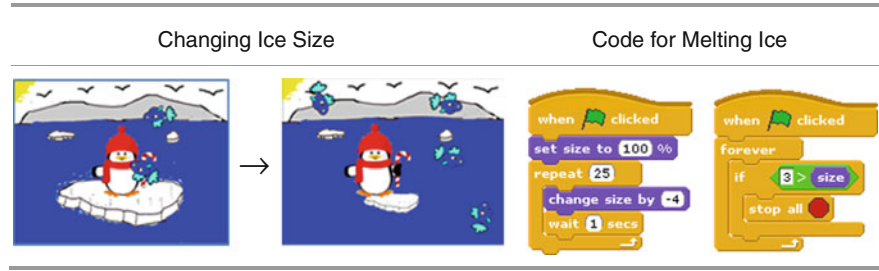 Changing Ice Size
Code for Melting Ice
→
when clicked
set size to 100 %
repeat 25
change size by -4
wait 1 secs
when clicked
forever
if 3 > size
stop all